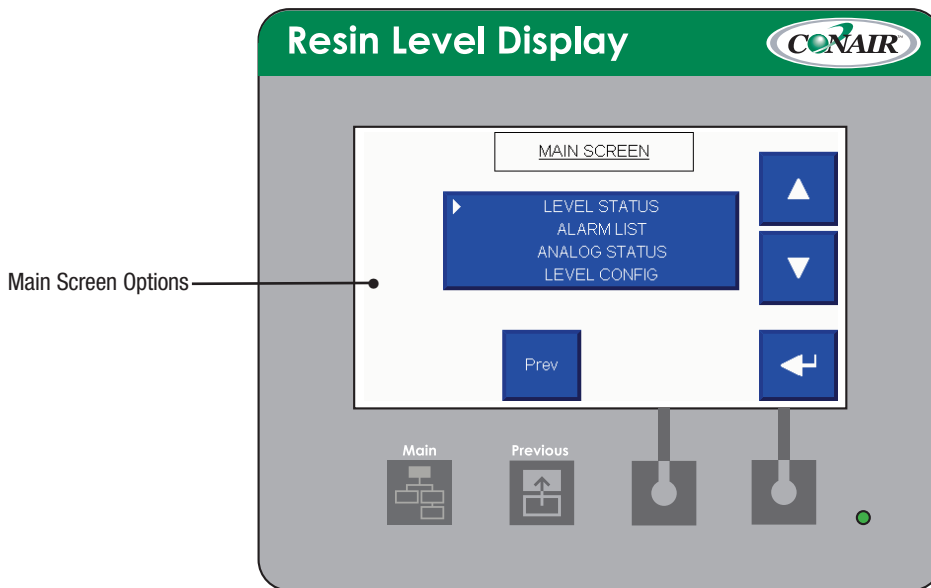 Resin Level Display
CONAIR
MAIN SCREEN
LEVEL STATUS
ALARM LIST
ANALOG STATUS
LEVEL CONFIG
Main Screen Options
Prev
Main
Previous